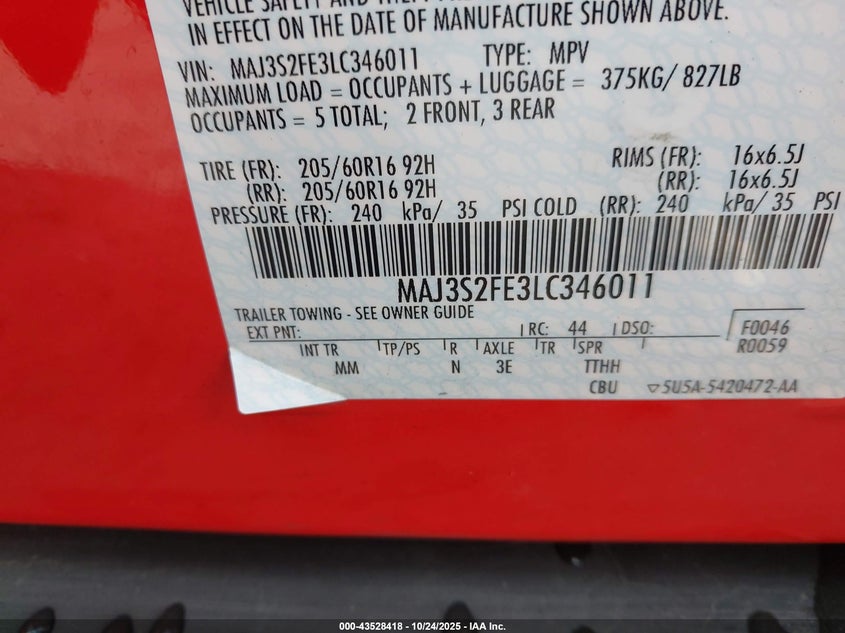 VEHICLE SAFETY AND THEFT
IN EFFECT ON THE DATE OF MANUFACTURE SHOWN ABOVE.
VIN: MAJ3S2FE3LC346011 TYPE: MPV
MAXIMUM LOAD = OCCUPANTS + LUGGAGE = 375KG/ 827LB
OCCUPANTS = 5 TOTAL; 2 FRONT, 3 REAR
TIRE (FR): 205/60R16 92H RIMS (FR): 16x6.5J
(RR): 205/60R16 92H (RR): 16x6.5J
PRESSURE (FR): 240 kPa/ 35 PSI COLD (RR): 240 kPa/ 35 PSI
MAJ3S2FE3LC346011
TRAILER TOWING - SEE OWNER GUIDE
EXT PNT: RC: 44 DSO: F0046
R0059
INT TR TP/PS R AXLE TR SPR
MM N 3E TTHH
CBU ▽5U5A-5420472-AA
000-43528418 - 10/24/2025 - IAA Inc.